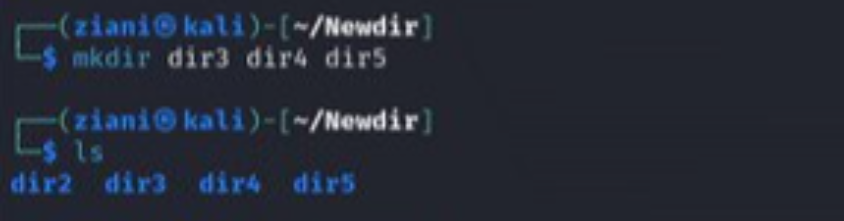 ┌──(ziani㉿kali)-[~/Newdir]
└─$ mkdir dir3 dir4 dir5
┌──(ziani㉿kali)-[~/Newdir]
└─$ ls
dir2 dir3 dir4 dir5